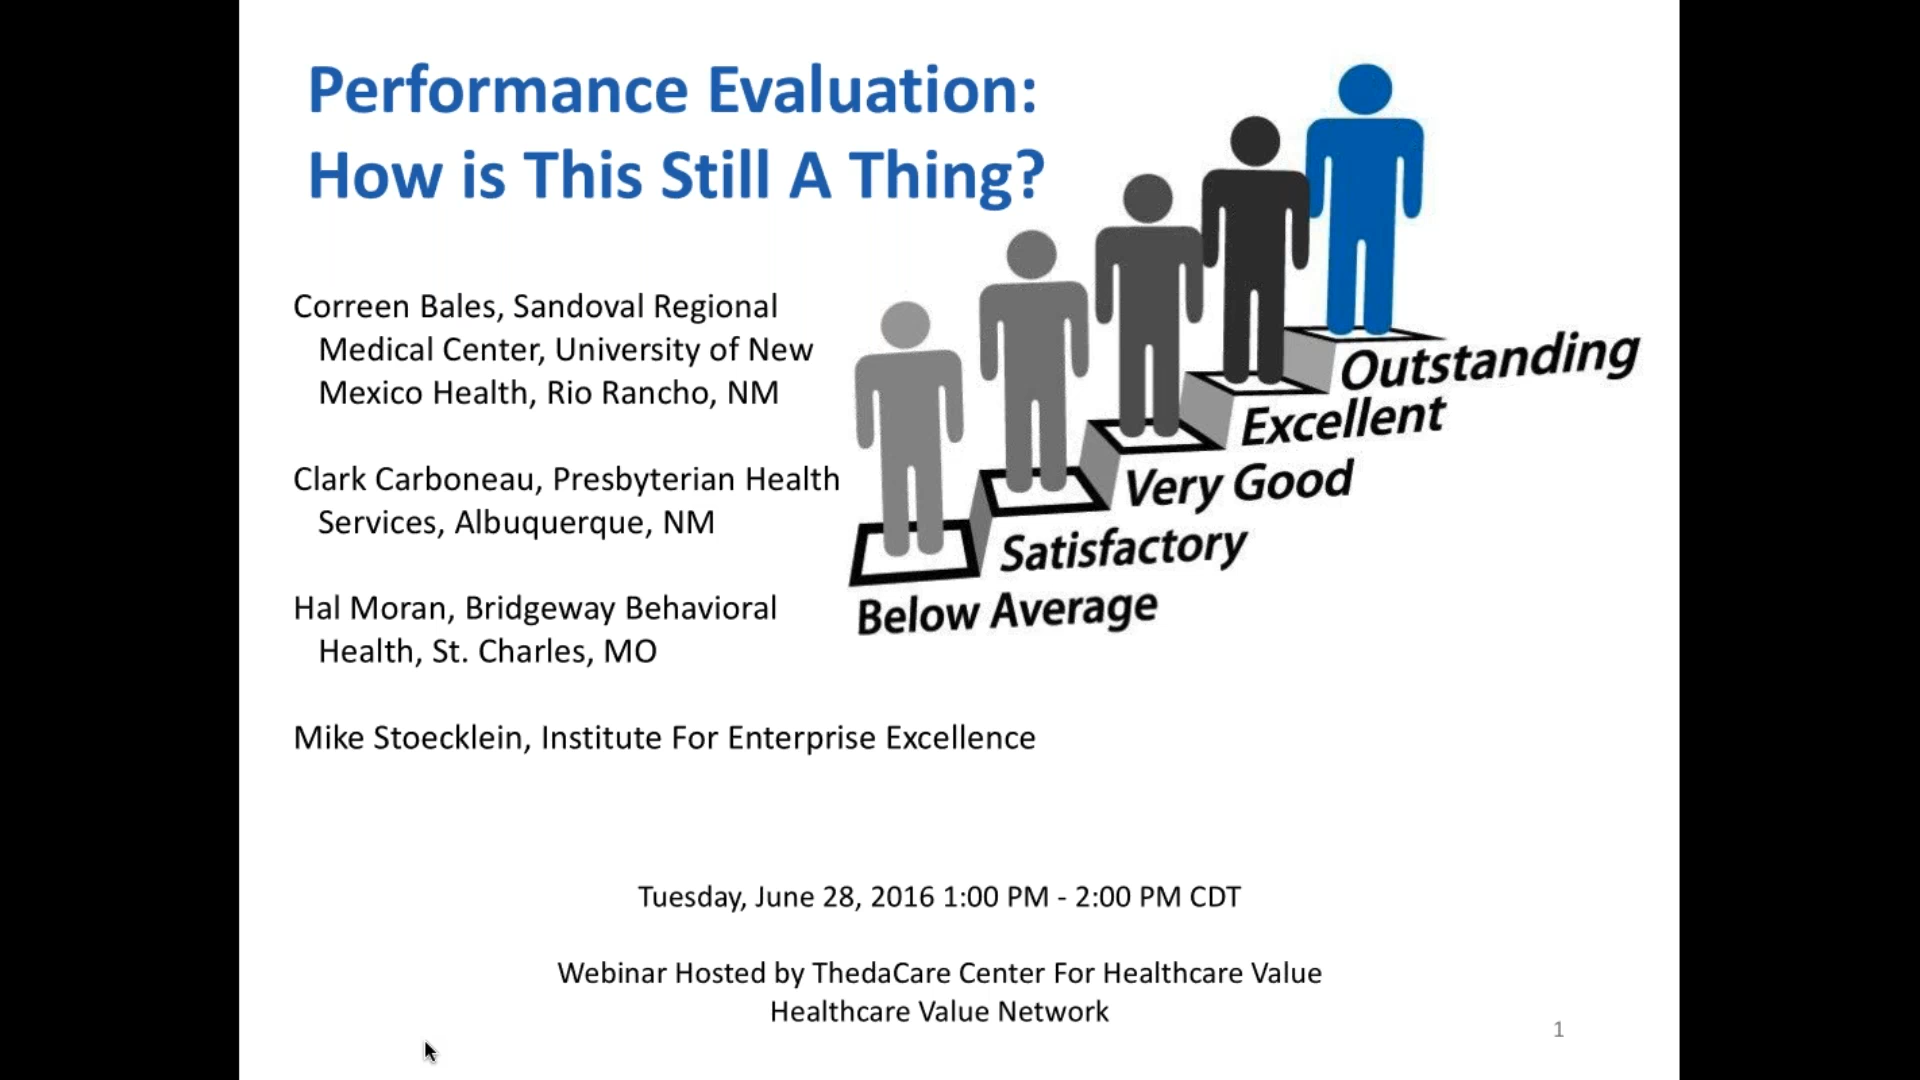 Performance Evaluation:
How is This Still A Thing?
Correen Bales, Sandoval Regional
Medical Center, University of New
Mexico Health, Rio Rancho, NM
Clark Carboneau, Presbyterian Health
Services, Albuquerque, NM
Hal Moran, Bridgeway Behavioral
Health, St. Charles, MO
Mike Stoecklein, Institute For Enterprise Excellence
Outstanding
Excellent
Very Good
Satisfactory
Below Average
Tuesday, June 28, 2016 1:00 PM - 2:00 PM CDT
Webinar Hosted by ThedaCare Center For Healthcare Value
Healthcare Value Network
1